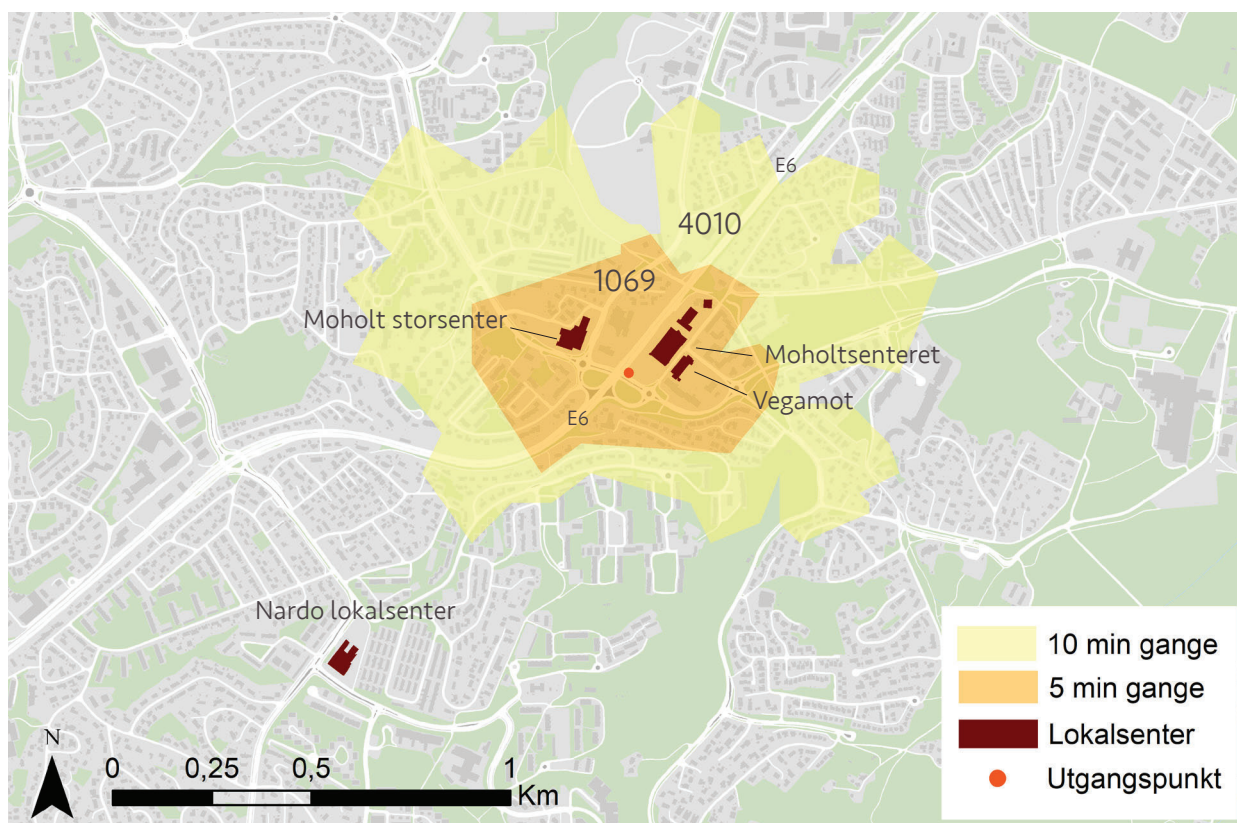 E6
4010
1069
Moholt storsenter
Moholtsenteret
Vegamot
E6
Nardo lokalsenter
10 min gange
5 min gange
Lokalsenter
Utgangspunkt
N
0 0,25 0,5 1
Km